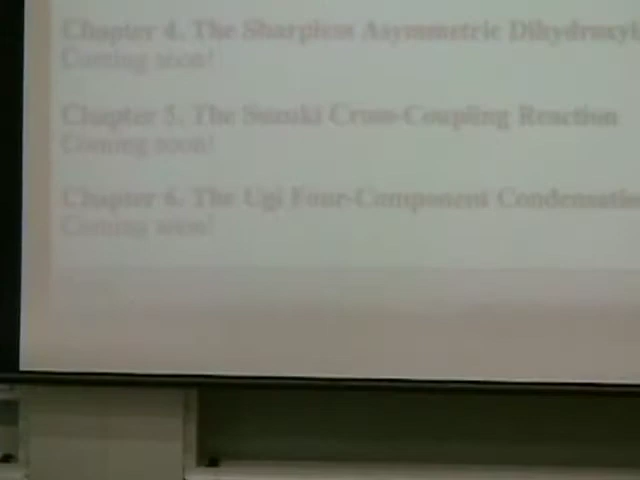 Chapter 4. The Sharpless Asymmetric Dihydroxyl
Coming soon!
Chapter 5. The Suzuki Cross-Coupling Reaction
Coming soon!
Chapter 6. The Ugi Four-Component Condensatio
Coming soon!